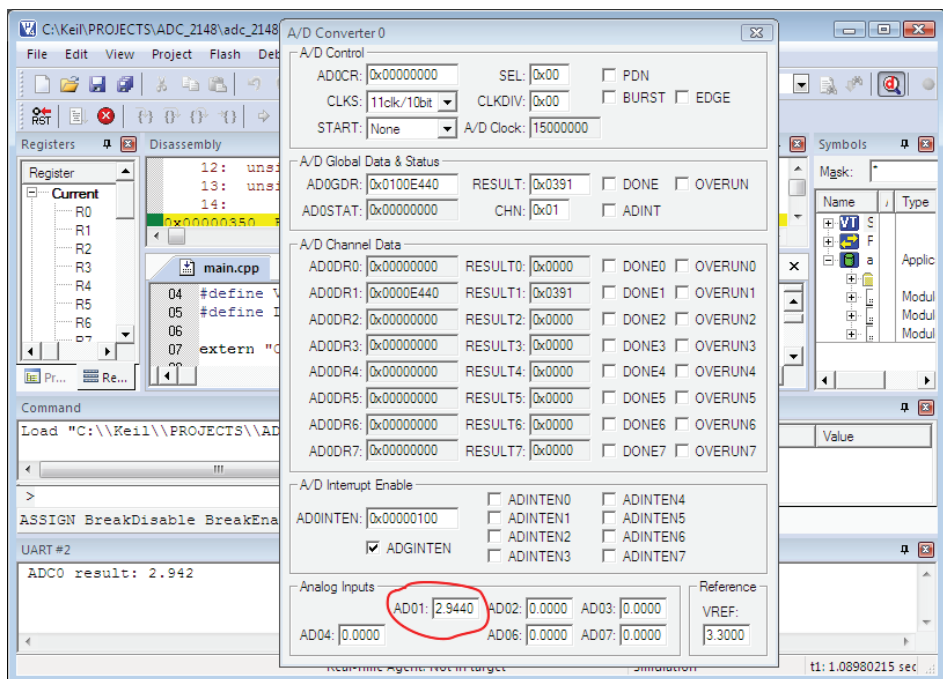 C:\Keil\PROJECTS\ADC_2148\adc_2148
File Edit View Project Flash Deb
RST
Registers
Register
Current
R0
R1
R2
R3
R4
R5
R6
R7
Pr... Re...
Disassembly
12: unsi
13: unsi
14:
0x00000350
main.cpp
04 #define V
05 #define
06
07 extern "C
A/D Converter 0
A/D Control
AD0CR: 0x00000000 SEL: 0x00 PDN
CLKS: 11clk/10bit CLKDIV: 0x00 BURST EDGE
START: None A/D Clock: 15000000
A/D Global Data & Status
AD0GDR: 0x0100E440 RESULT: 0x0391 DONE OVERUN
AD0STAT: 0x00000000 CHN: 0x01 ADINT
A/D Channel Data
AD0DR0: 0x00000000 RESULT0: 0x0000 DONE0 OVERUN0
AD0DR1: 0x0000E440 RESULT1: 0x0391 DONE1 OVERUN1
AD0DR2: 0x00000000 RESULT2: 0x0000 DONE2 OVERUN2
AD0DR3: 0x00000000 RESULT3: 0x0000 DONE3 OVERUN3
AD0DR4: 0x00000000 RESULT4: 0x0000 DONE4 OVERUN4
AD0DR5: 0x00000000 RESULT5: 0x0000 DONE5 OVERUN5
AD0DR6: 0x00000000 RESULT6: 0x0000 DONE6 OVERUN6
AD0DR7: 0x00000000 RESULT7: 0x0000 DONE7 OVERUN7
A/D Interrupt Enable
AD0INTEN: 0x00000100
ADGINTEN
ADINTEN0 ADINTEN4
ADINTEN1 ADINTEN5
ADINTEN2 ADINTEN6
ADINTEN3 ADINTEN7
Analog Inputs
AD01: 2.9440 AD02: 0.0000 AD03: 0.0000
AD04: 0.0000 AD06: 0.0000 AD07: 0.0000
Reference
VREF:
3.3000
Symbols
Mask: *
Name Type
S
F
a Applic
Modul
Modul
Modul
Command
Load "C:\\Keil\\PROJECTS\\AD
>
ASSIGN BreakDisable BreakEna
Value
UART #2
ADC0 result: 2.942
Real-Time Agent: Not in target Simulation t1: 1.08980215 sec